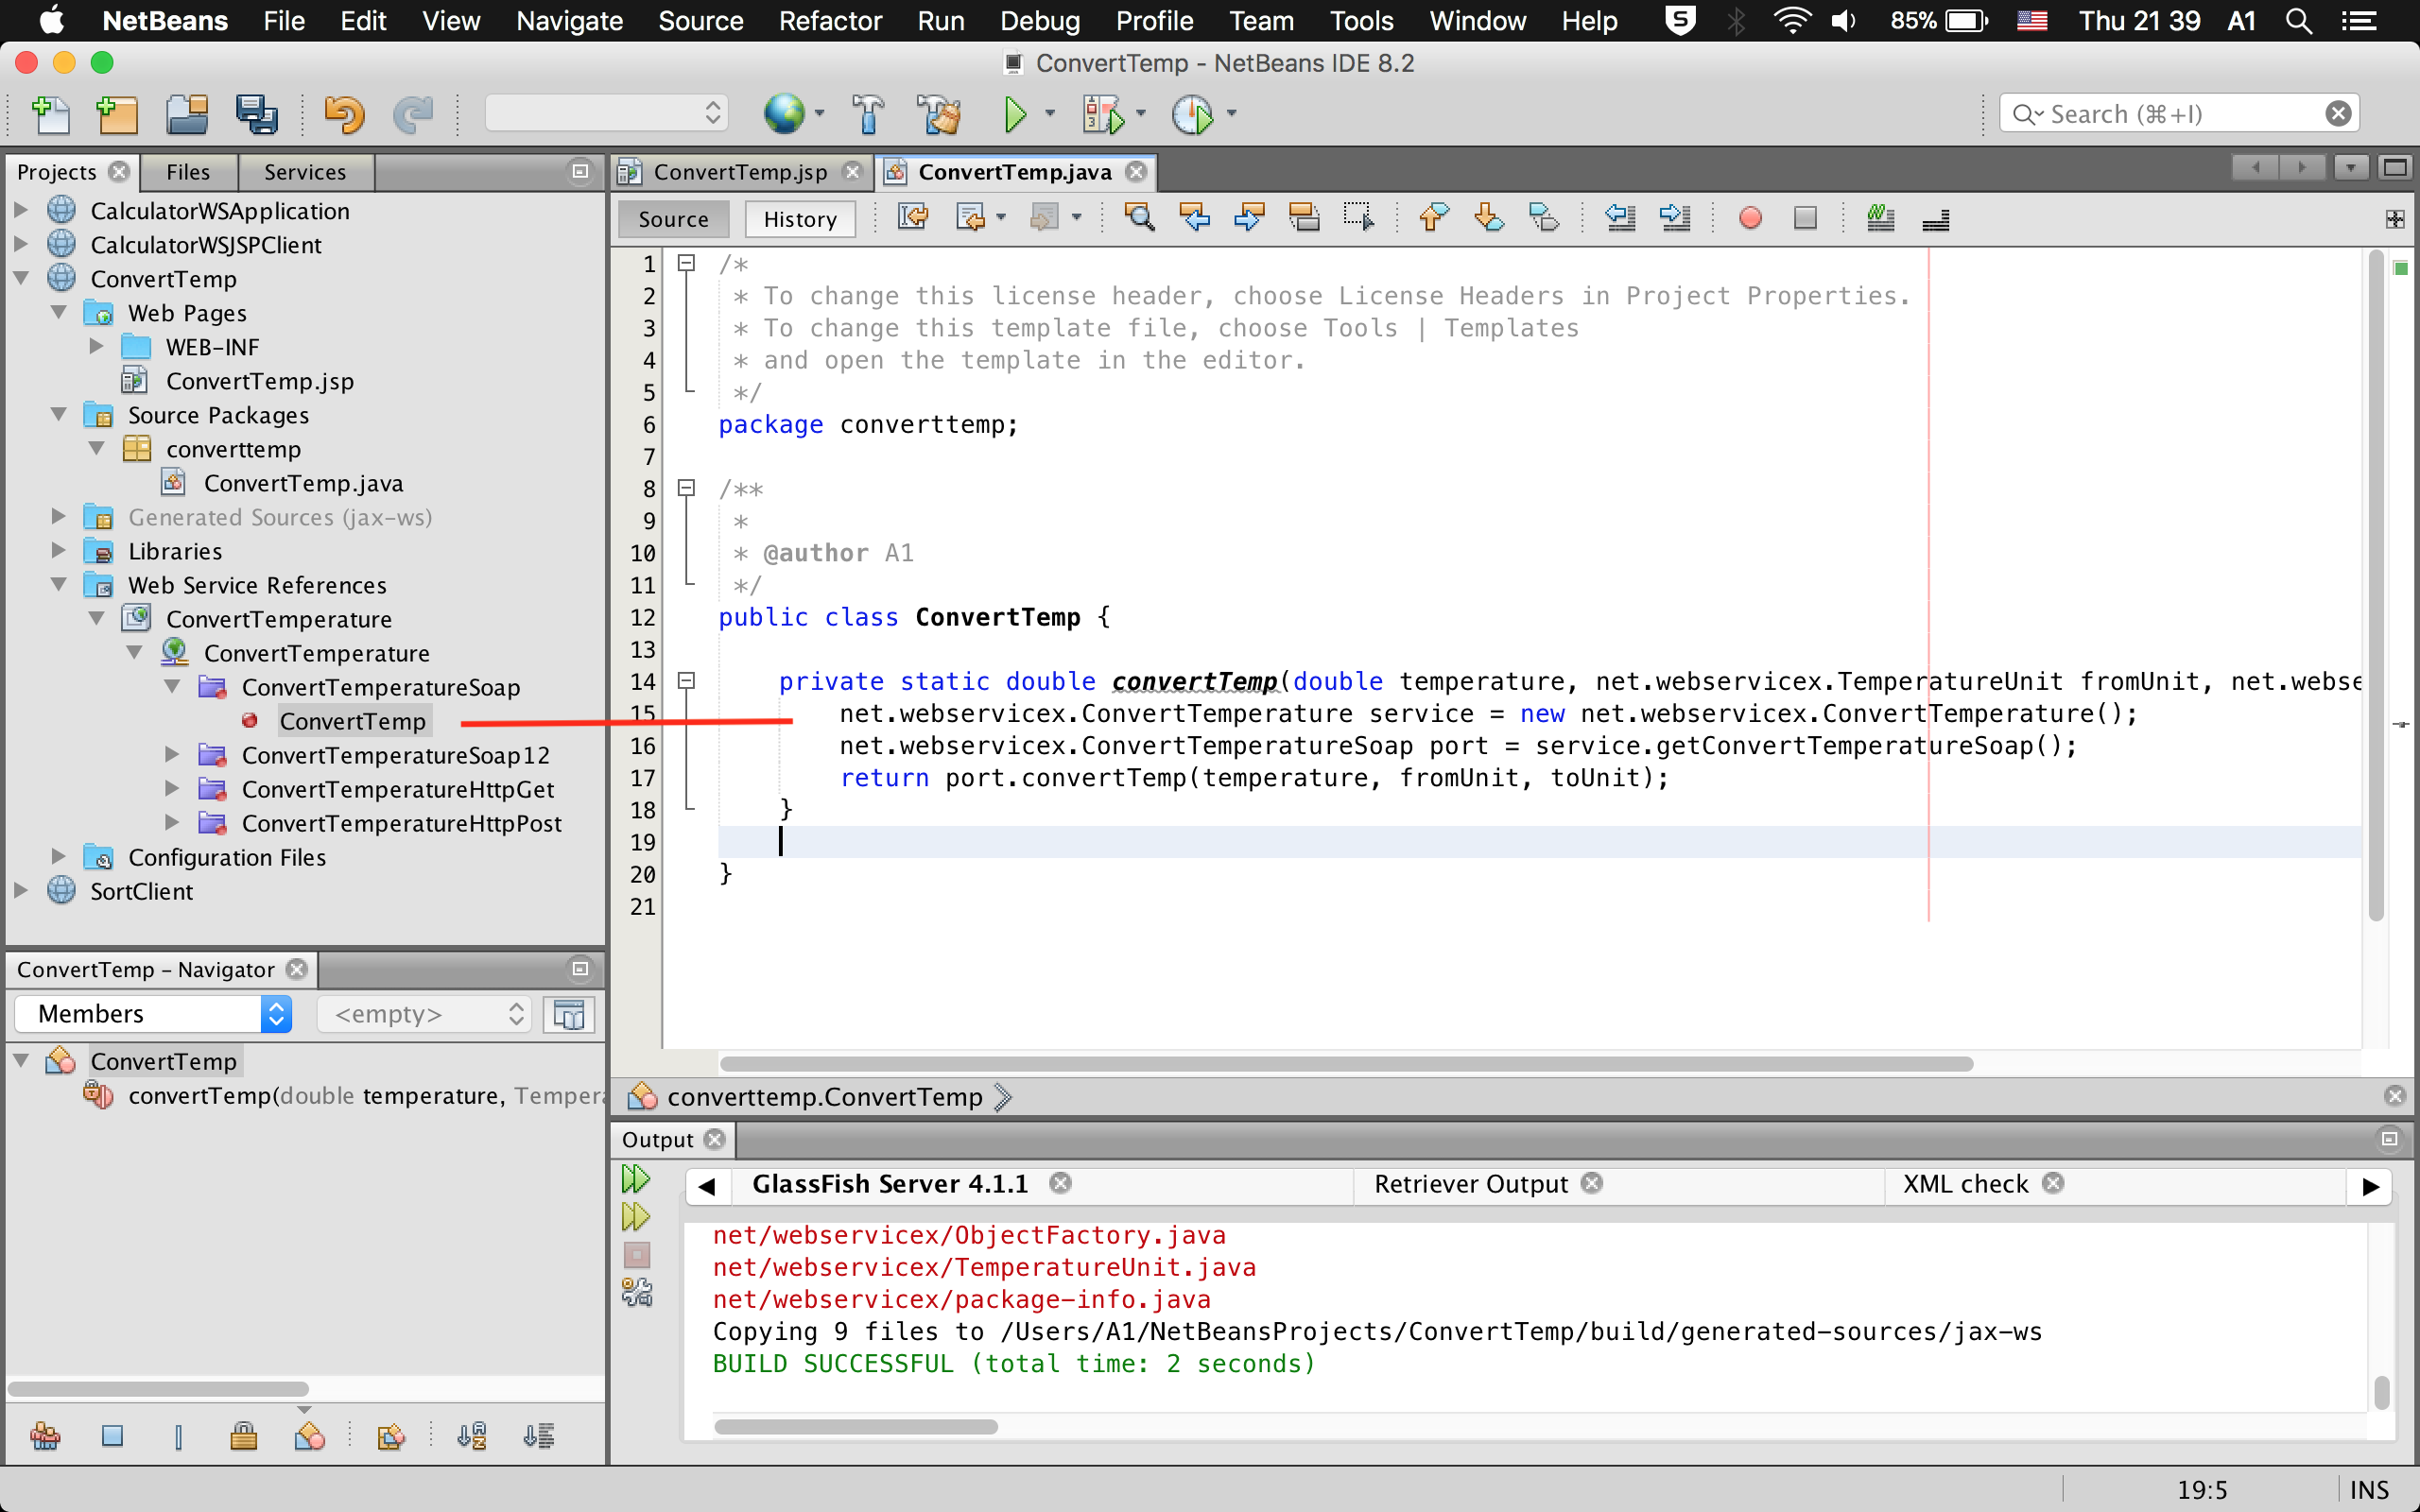 NetBeans File Edit View Navigate Source Refactor Run Debug Profile Team Tools Window Help S 85% Thu 21 39 A1
ConvertTemp - NetBeans IDE 8.2
Search (⌘+I)
Projects Files Services
CalculatorWSApplication
CalculatorWSJSPClient
ConvertTemp
Web Pages
WEB-INF
ConvertTemp.jsp
Source Packages
converttemp
ConvertTemp.java
Generated Sources (jax-ws)
Libraries
Web Service References
ConvertTemperature
ConvertTemperature
ConvertTemperatureSoap
ConvertTemp
ConvertTemperatureSoap12
ConvertTemperatureHttpGet
ConvertTemperatureHttpPost
Configuration Files
SortClient
ConvertTemp - Navigator
Members <empty>
ConvertTemp
convertTemp(double temperature, Tempera
ConvertTemp.jsp ConvertTemp.java
Source History
1 /*
2 * To change this license header, choose License Headers in Project Properties.
3 * To change this template file, choose Tools | Templates
4 * and open the template in the editor.
5 */
6 package converttemp;
7
8 /**
9 *
10 * @author A1
11 */
12 public class ConvertTemp {
13
14 private static double convertTemp(double temperature, net.webservicex.TemperatureUnit fromUnit, net.webse
15 net.webservicex.ConvertTemperature service = new net.webservicex.ConvertTemperature();
16 net.webservicex.ConvertTemperatureSoap port = service.getConvertTemperatureSoap();
17 return port.convertTemp(temperature, fromUnit, toUnit);
18 }
19
20 }
21
converttemp.ConvertTemp
Output
GlassFish Server 4.1.1 Retriever Output XML check
net/webservicex/ObjectFactory.java
net/webservicex/TemperatureUnit.java
net/webservicex/package-info.java
Copying 9 files to /Users/A1/NetBeansProjects/ConvertTemp/build/generated-sources/jax-ws
BUILD SUCCESSFUL (total time: 2 seconds)
19:5 INS